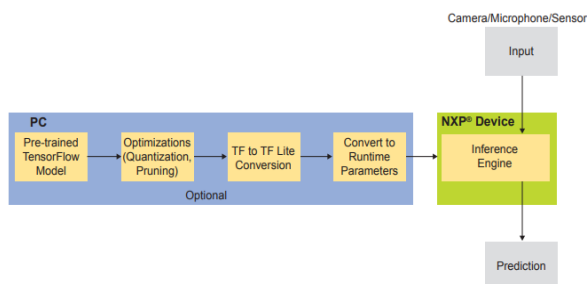 Camera/Microphone/Sensor
Input
PC
NXP® Device
Pre-trained
TensorFlow
Model
Optimizations
(Quantization,
Pruning)
TF to TF Lite
Conversion
Convert to
Runtime
Parameters
Inference
Engine
Optional
Prediction